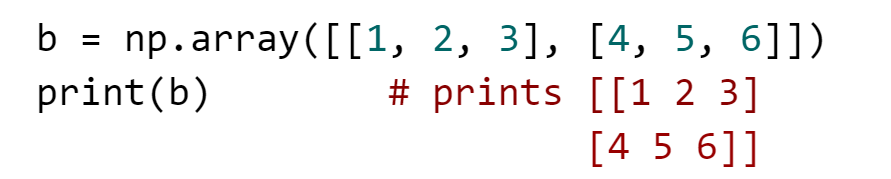 b = np.array([[1, 2, 3], [4, 5, 6]])
print(b)        # prints [[1 2 3]
                         [4 5 6]]